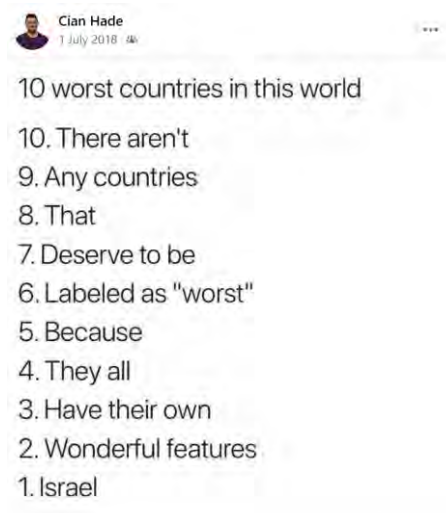 Cian Hade
1 July 2018
10 worst countries in this world
10. There aren't
9. Any countries
8. That
7. Deserve to be
6. Labeled as "worst"
5. Because
4. They all
3. Have their own
2. Wonderful features
1. Israel